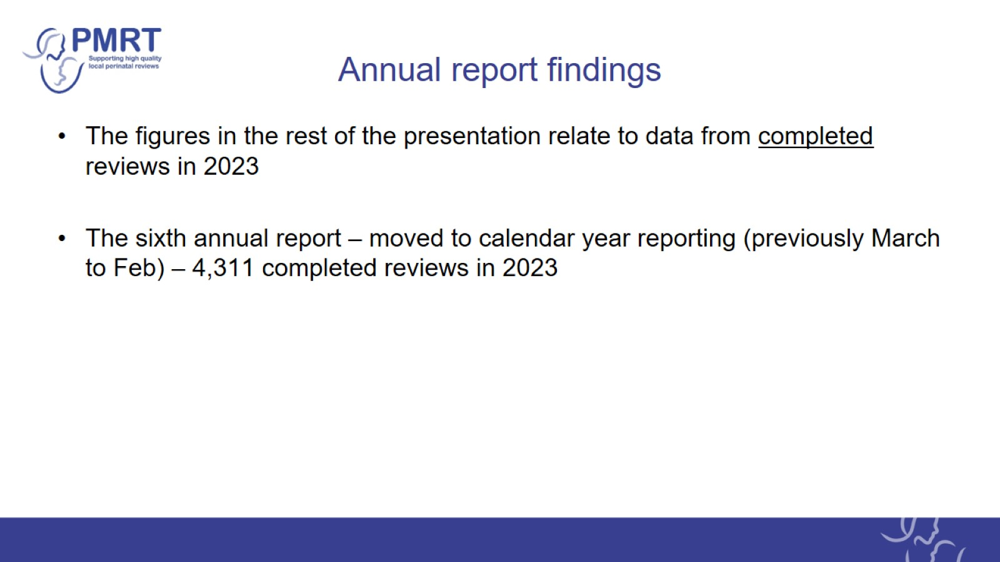 PMRT
Supporting high quality
local perinatal reviews
Annual report findings
• The figures in the rest of the presentation relate to data from completed
reviews in 2023
• The sixth annual report – moved to calendar year reporting (previously March
to Feb) – 4,311 completed reviews in 2023